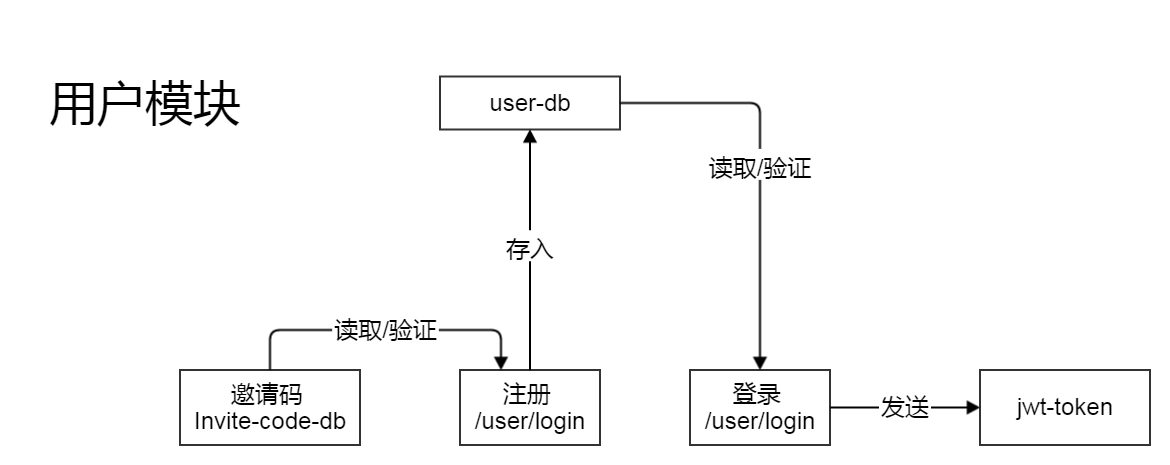 用户模块
user-db
读取/验证
存入
读取/验证
邀请码
Invite-code-db
注册
/user/login
登录
/user/login
发送
jwt-token